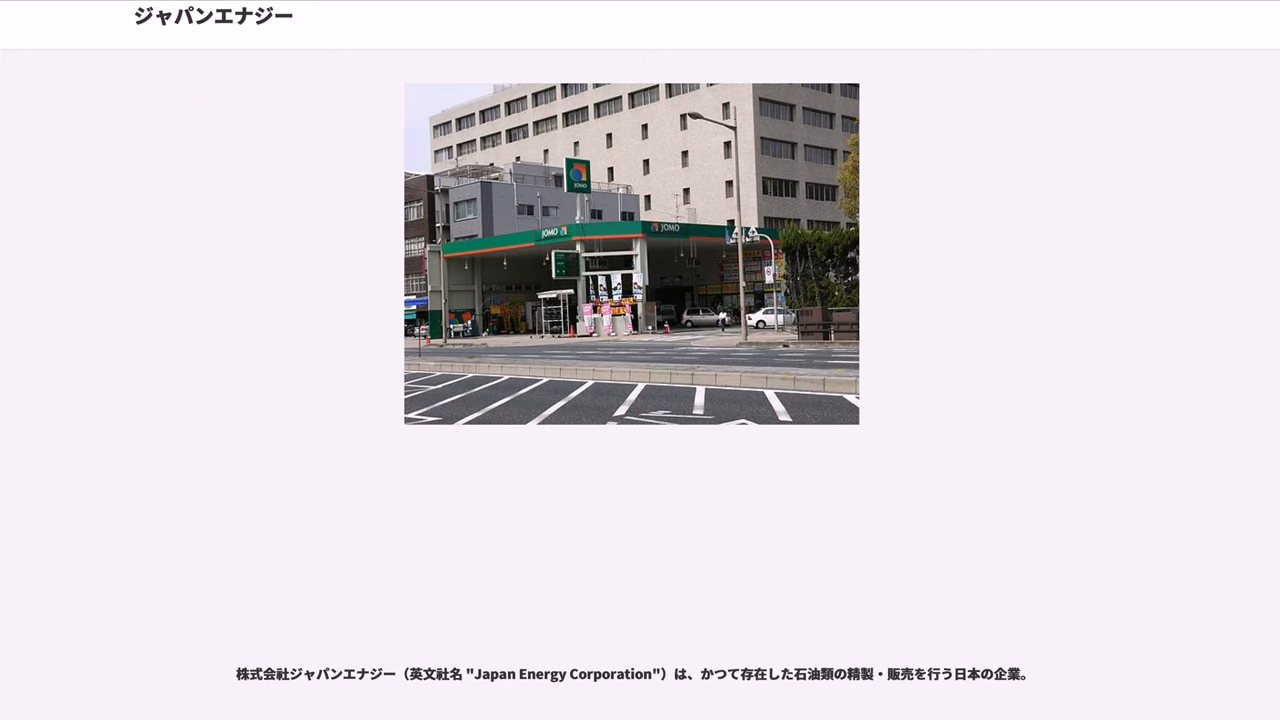 ジャパンエナジー
JOMO
JOMO
JOMO
株式会社ジャパンエナジー（英文社名 "Japan Energy Corporation"）は、かつて存在した石油類の精製・販売を行う日本の企業。